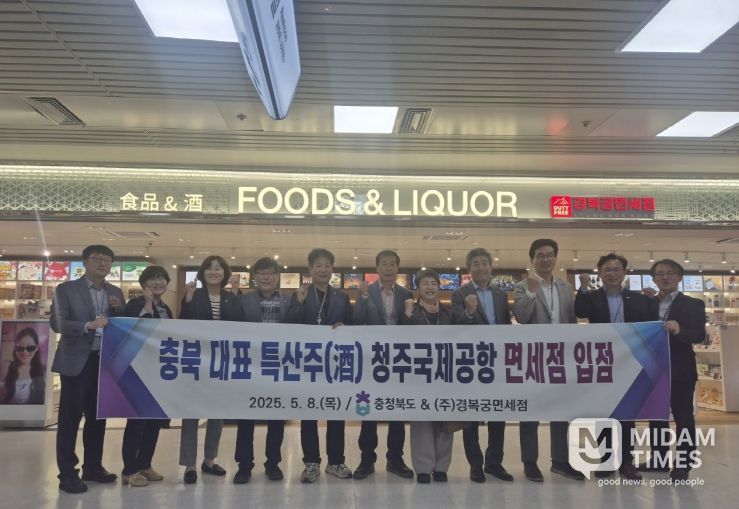 食品 & 酒
FOODS & LIQUOR
DUTY FREE
경복궁면세점
충북 대표 특산주(酒) 청주국제공항 면세점 입점
2025. 5. 8.(목) / 충청북도 & (주)경복궁면세점
MIDAM
TIMES
good news, good people